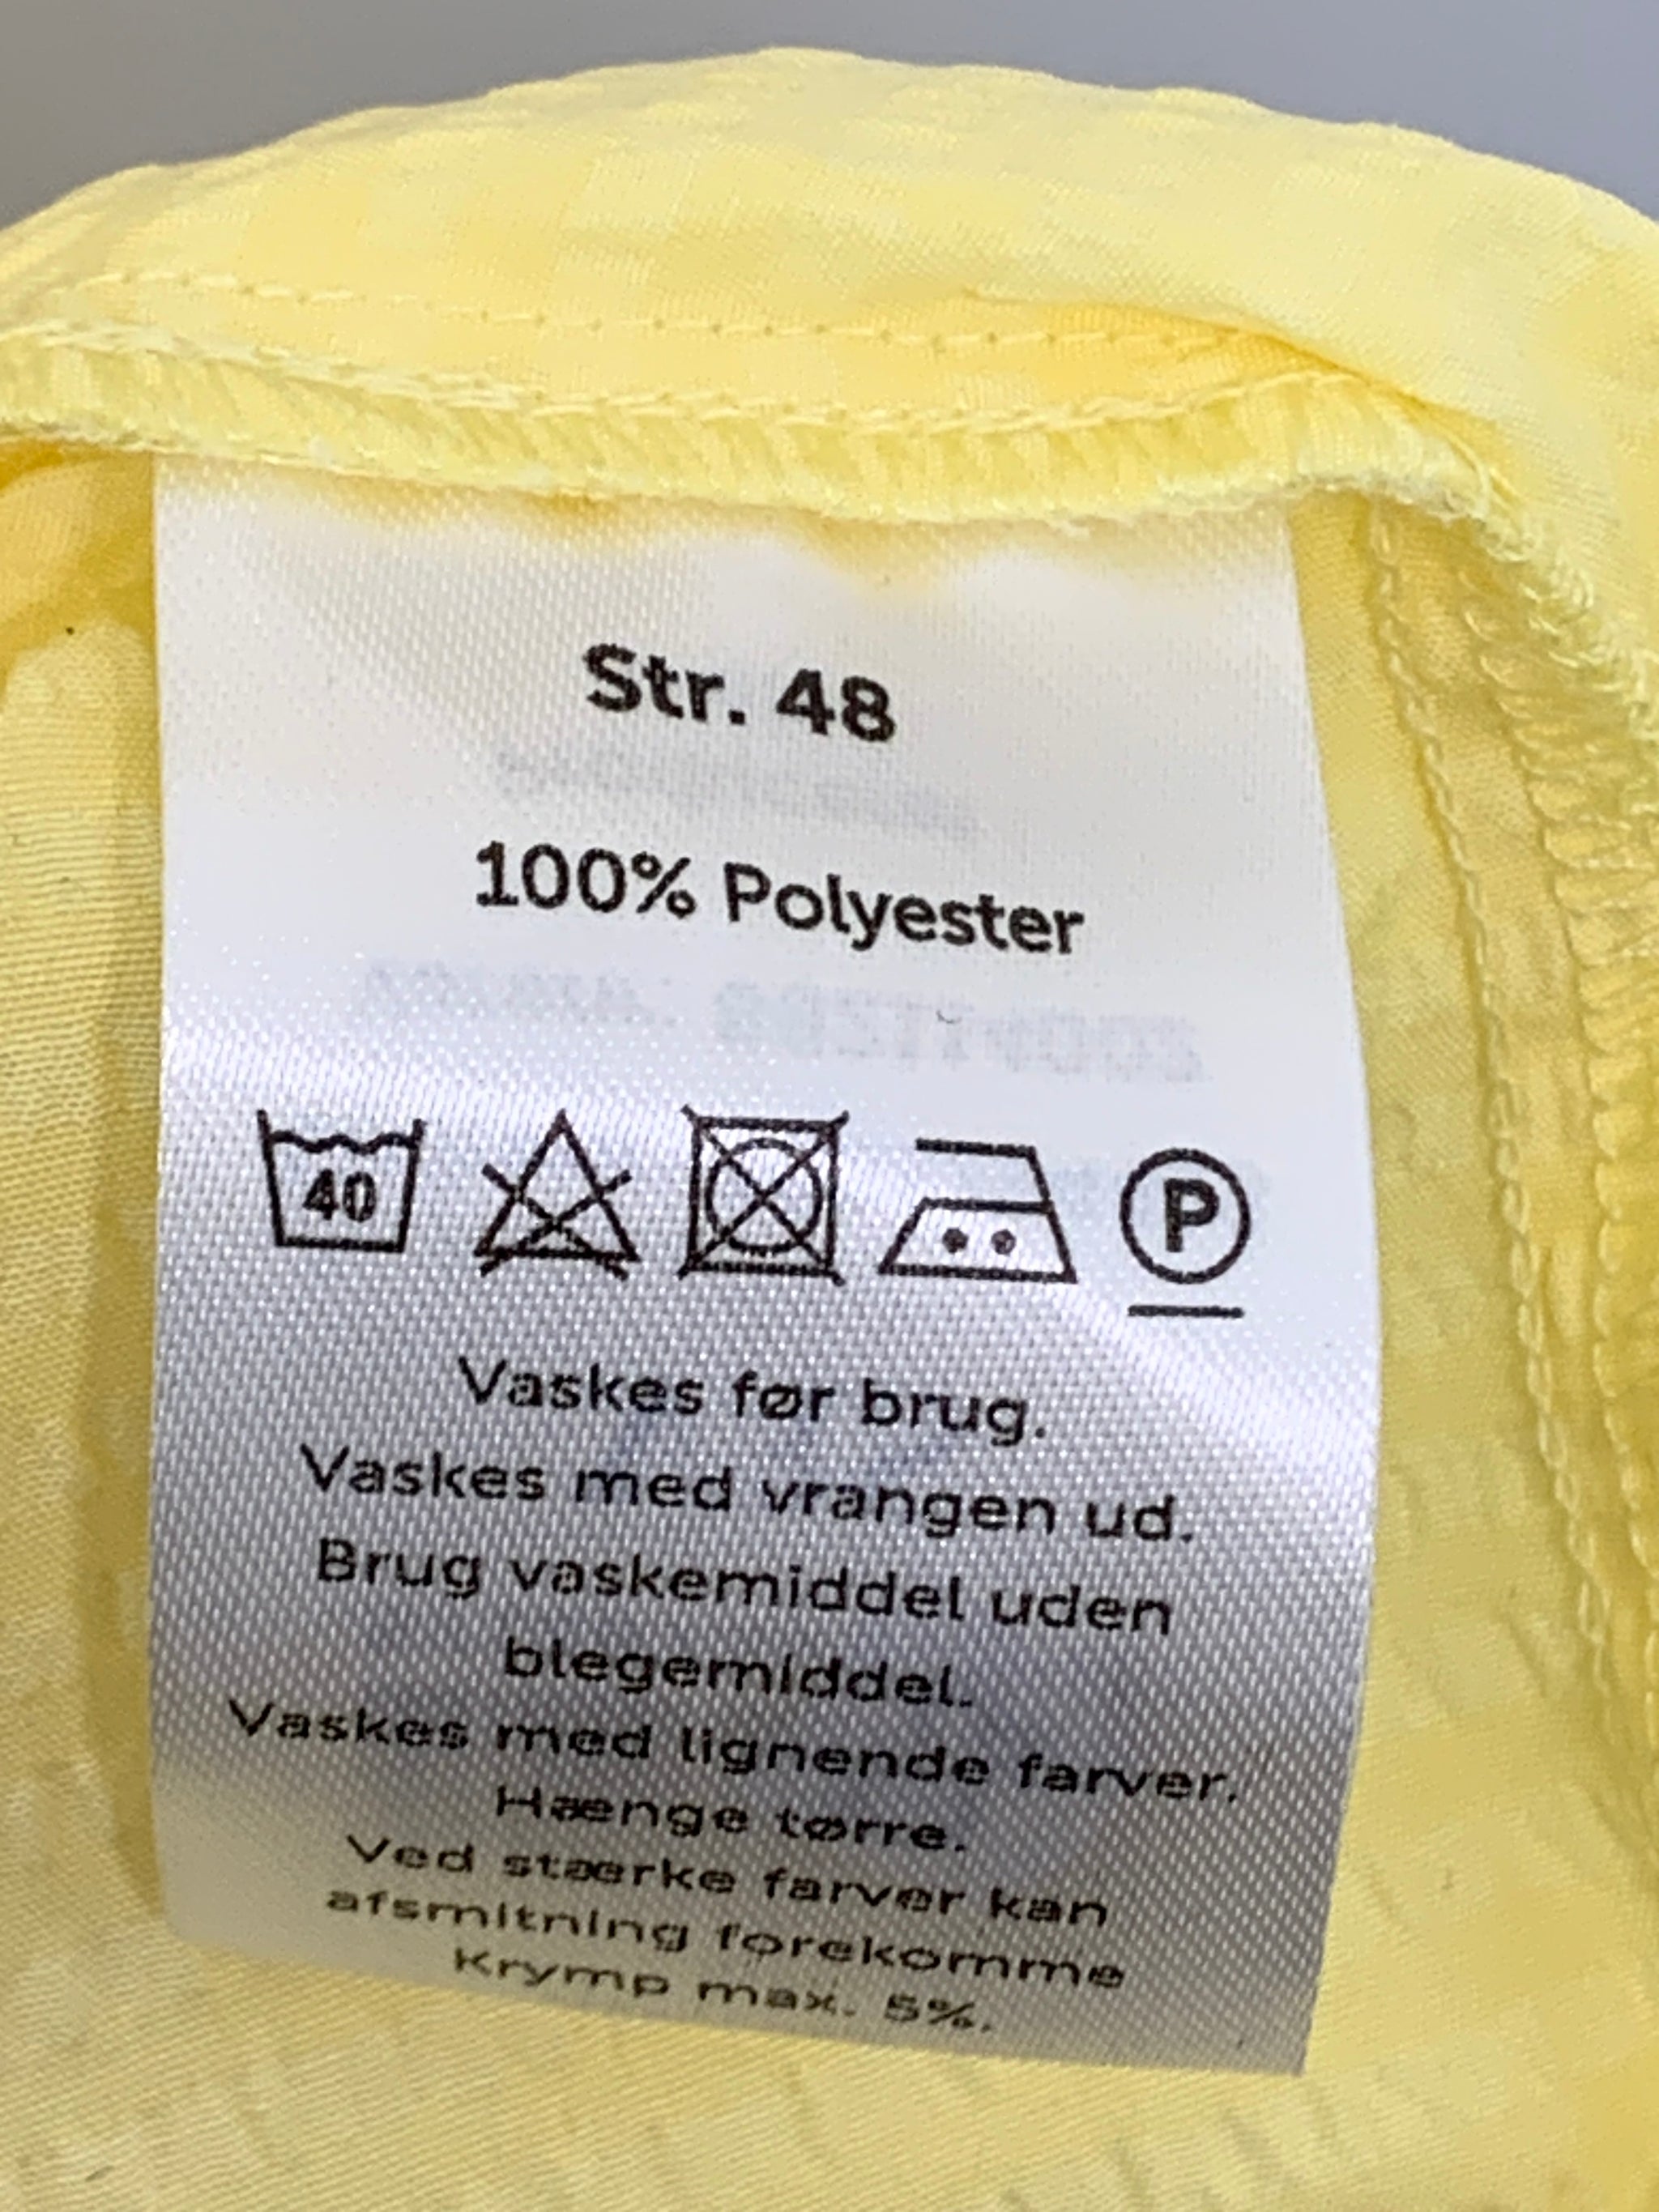 Str. 48
100% Polyester
40
P
Vaskes før brug.
Vaskes med vrangen ud.
Brug vaskemiddel uden
blegemiddel.
Vaskes med lignende farver.
Hænge tørre.
Ved stærke farver kan
afsmitning forekomme
Krymp max. 5%.